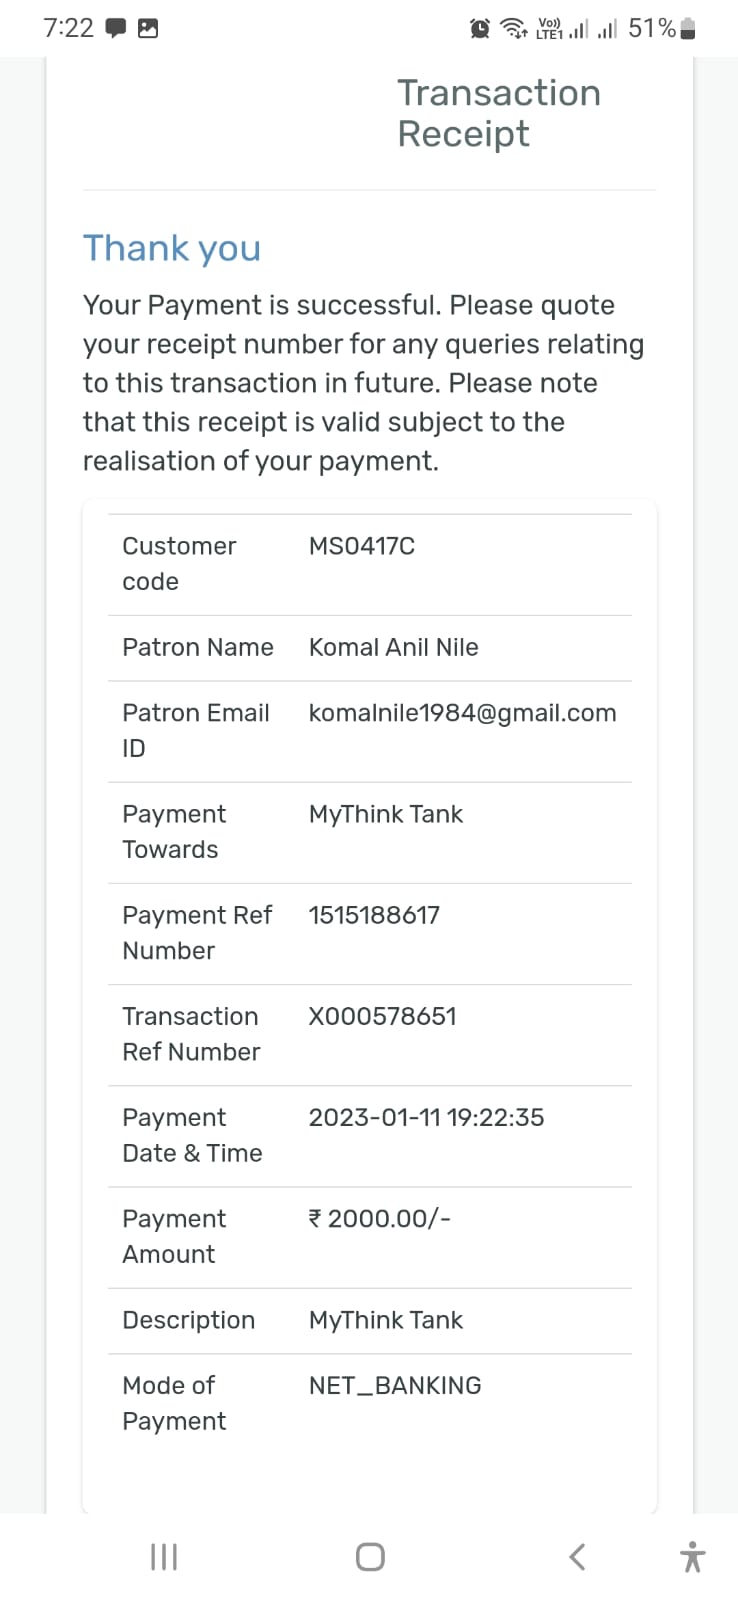 7:22
Vo)) LTE1 51%
Transaction
Receipt
Thank you
Your Payment is successful. Please quote
your receipt number for any queries relating
to this transaction in future. Please note
that this receipt is valid subject to the
realisation of your payment.
Customer code MS0417C
Patron Name Komal Anil Nile
Patron Email ID komalnile1984@gmail.com
Payment Towards MyThink Tank
Payment Ref Number 1515188617
Transaction Ref Number X000578651
Payment Date & Time 2023-01-11 19:22:35
Payment Amount ₹ 2000.00/-
Description MyThink Tank
Mode of Payment NET_BANKING